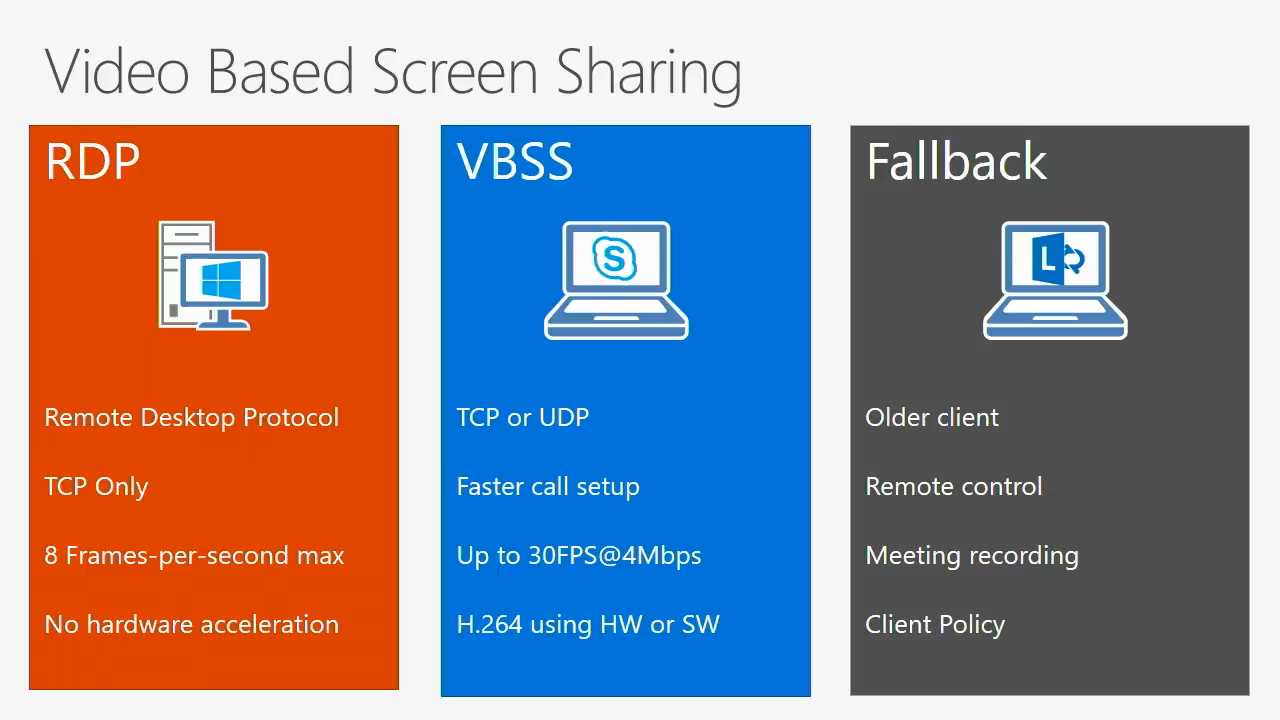 Video Based Screen Sharing
RDP
Remote Desktop Protocol
TCP Only
8 Frames-per-second max
No hardware acceleration
VBSS
S
TCP or UDP
Faster call setup
Up to 30FPS@4Mbps
H.264 using HW or SW
Fallback
L
Older client
Remote control
Meeting recording
Client Policy